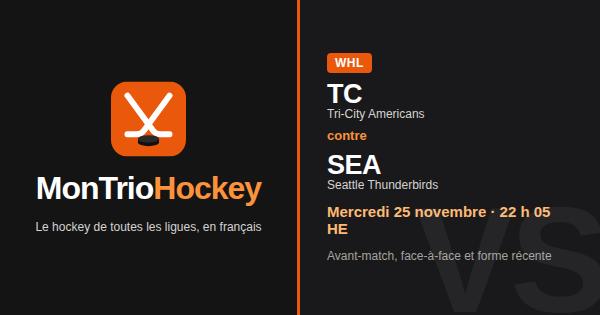 MonTrioHockey
Le hockey de toutes les ligues, en français
WHL
TC
Tri-City Americans
contre
SEA
Seattle Thunderbirds
Mercredi 25 novembre · 22 h 05
HE
Avant-match, face-à-face et forme récente
VS